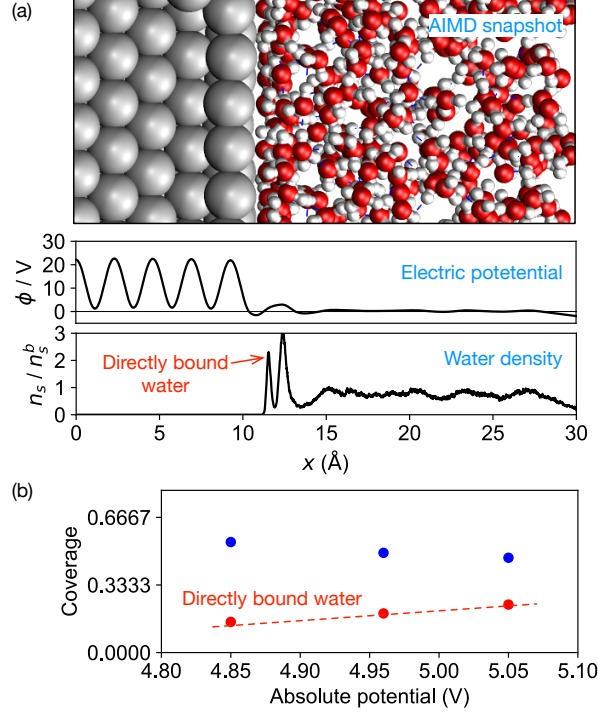 (a)
AIMD snapshot
30
20
10
0
ϕ / V
Electric potetential
3
2
1
0
n_s / n_s^b
Directly bound
water
Water density
0 5 10 15 20 25 30
x (Å)
(b)
0.6667
0.3333
0.0000
Coverage
Directly bound water
4.80 4.85 4.90 4.95 5.00 5.05 5.10
Absolute potential (V)